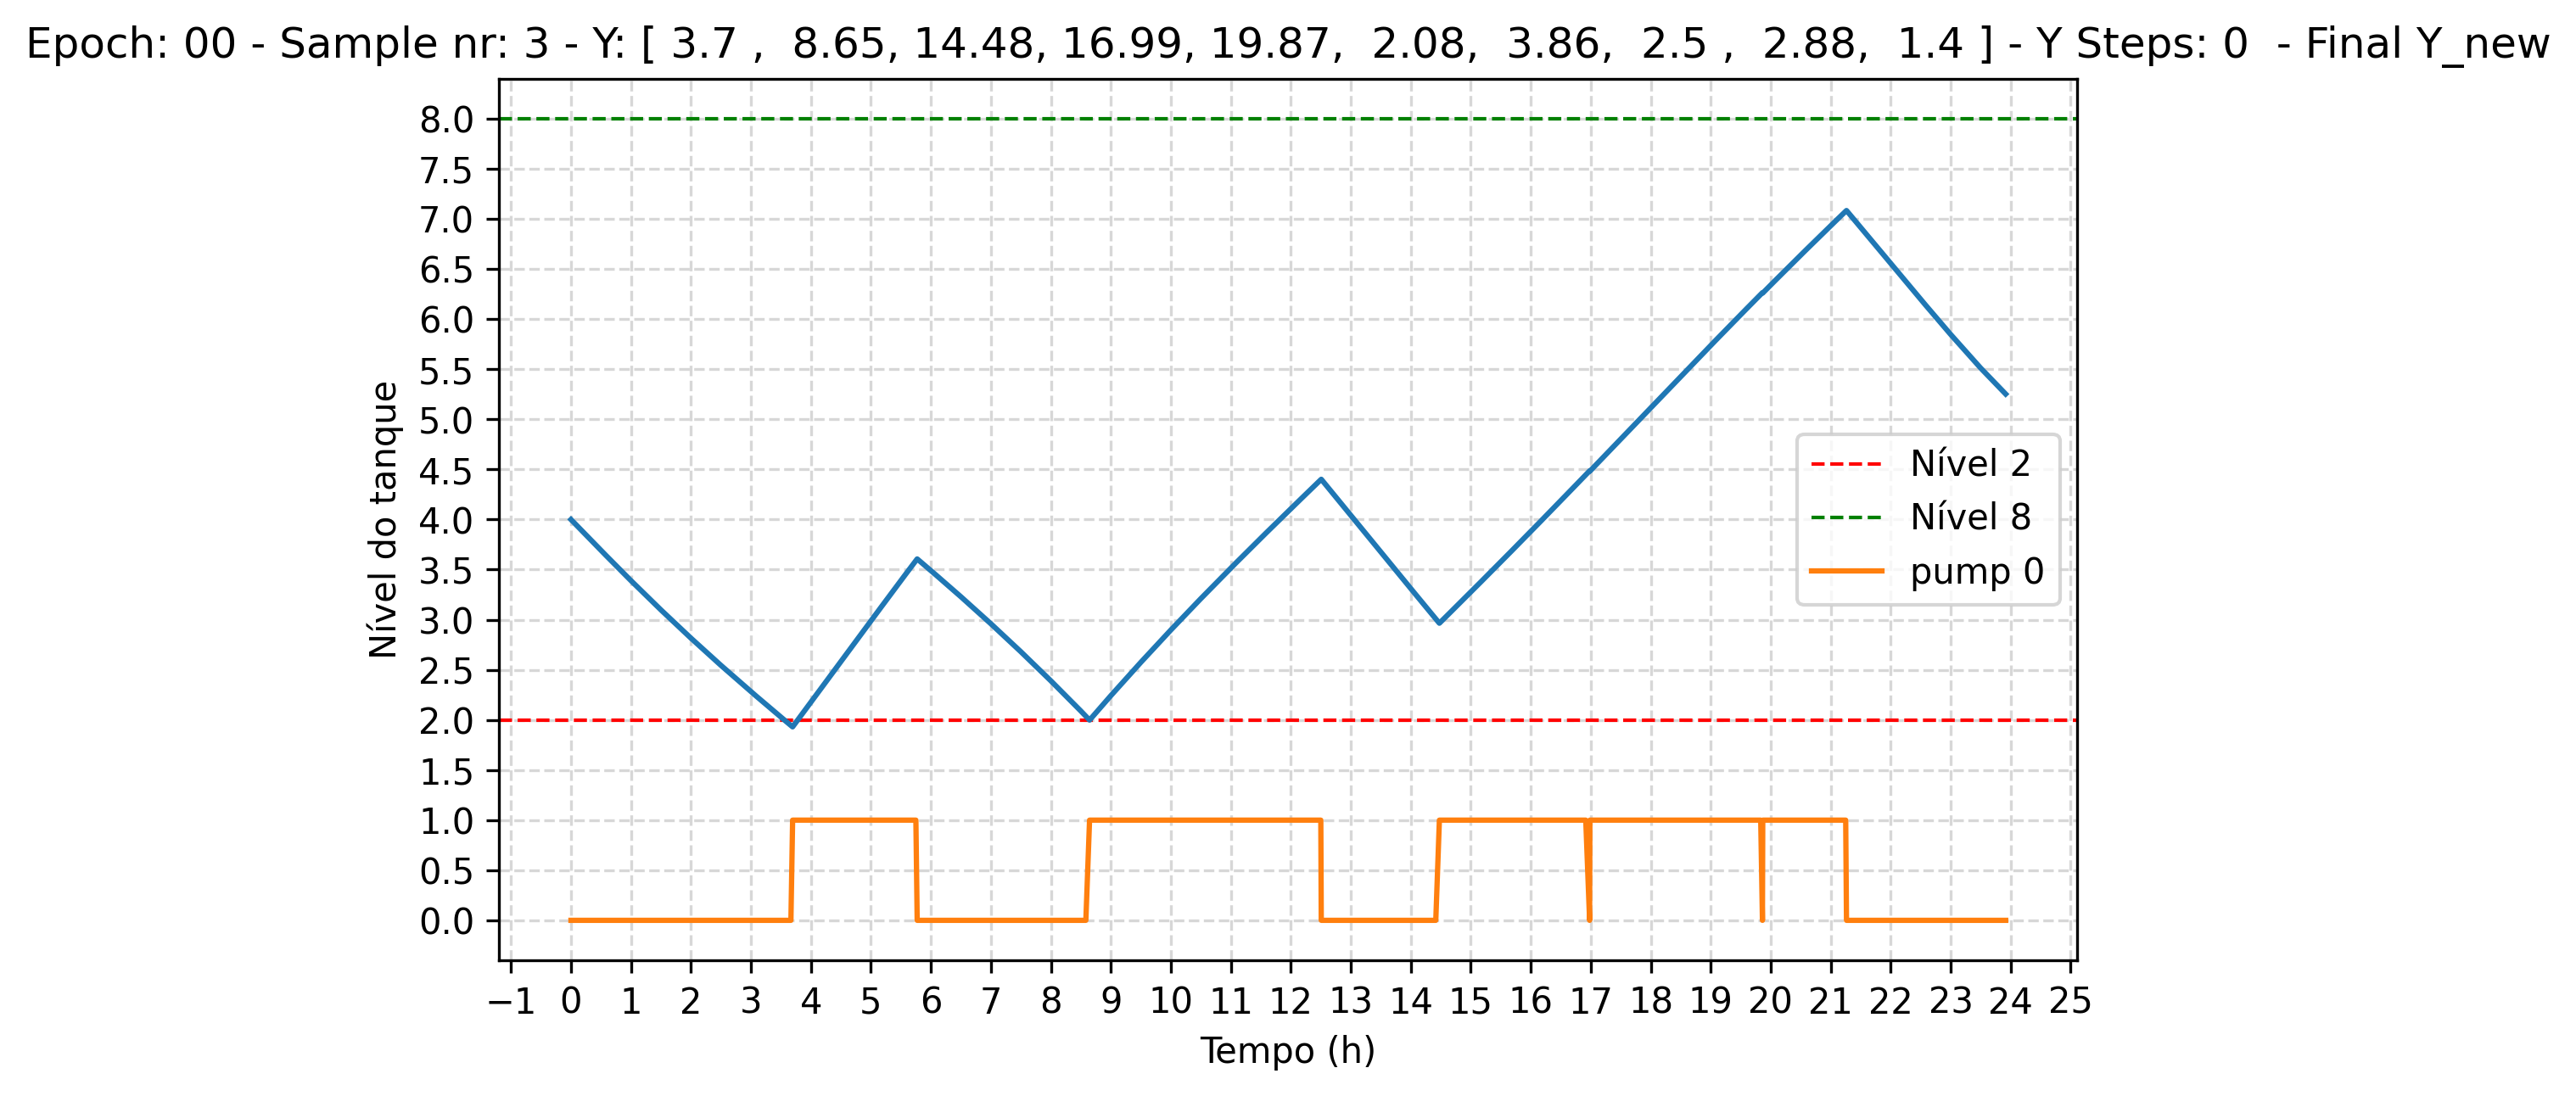 Epoch: 00 - Sample nr: 3 - Y: [ 3.7 ,  8.65, 14.48, 16.99, 19.87,  2.08,  3.86,  2.5 ,  2.88,  1.4 ] - Y Steps: 0  - Final Y_new
8.0
7.5
7.0
6.5
6.0
5.5
5.0
4.5
4.0
3.5
3.0
2.5
2.0
1.5
1.0
0.5
0.0
Nível do tanque
Nível 2
Nível 8
pump 0
−1 0 1 2 3 4 5 6 7 8 9 10 11 12 13 14 15 16 17 18 19 20 21 22 23 24 25
Tempo (h)